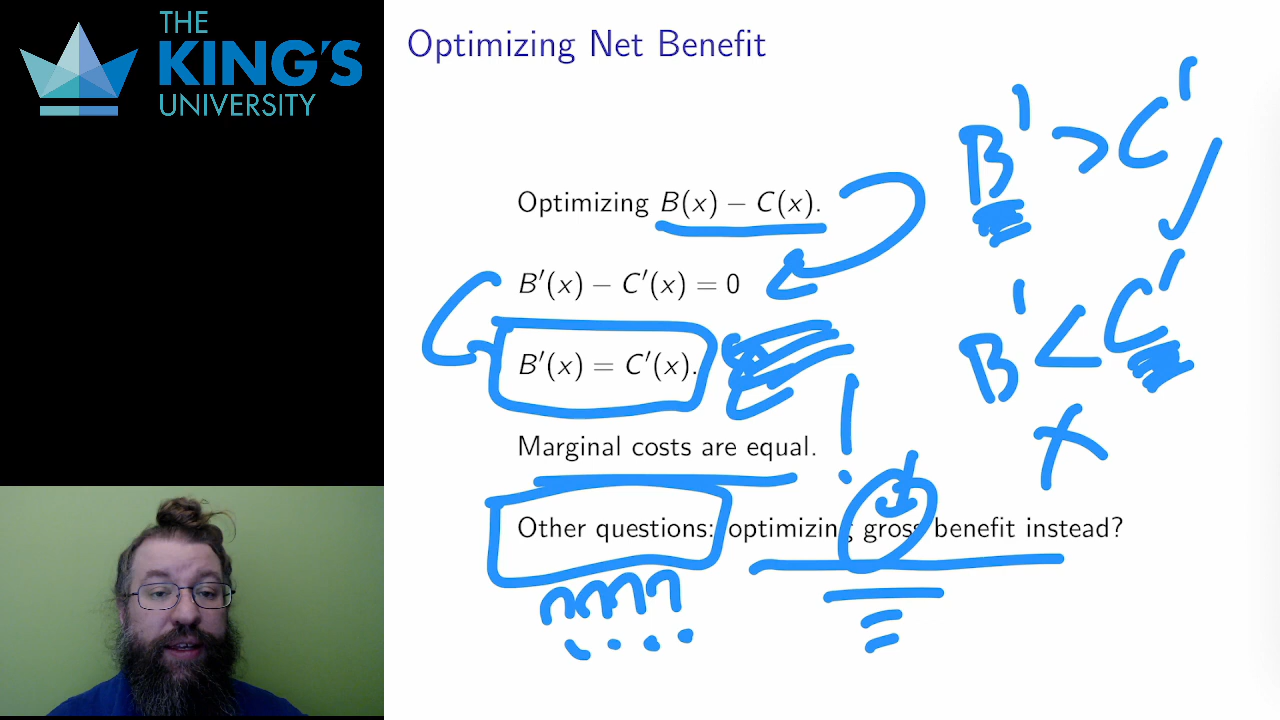 THE
KING'S
UNIVERSITY
Optimizing Net Benefit
B' > C'
Optimizing B(x) − C(x).
B'(x) − C'(x) = 0
B' < C'
B'(x) = C'(x).
Marginal costs are equal.
!
Other questions: optimizing gross benefit instead?